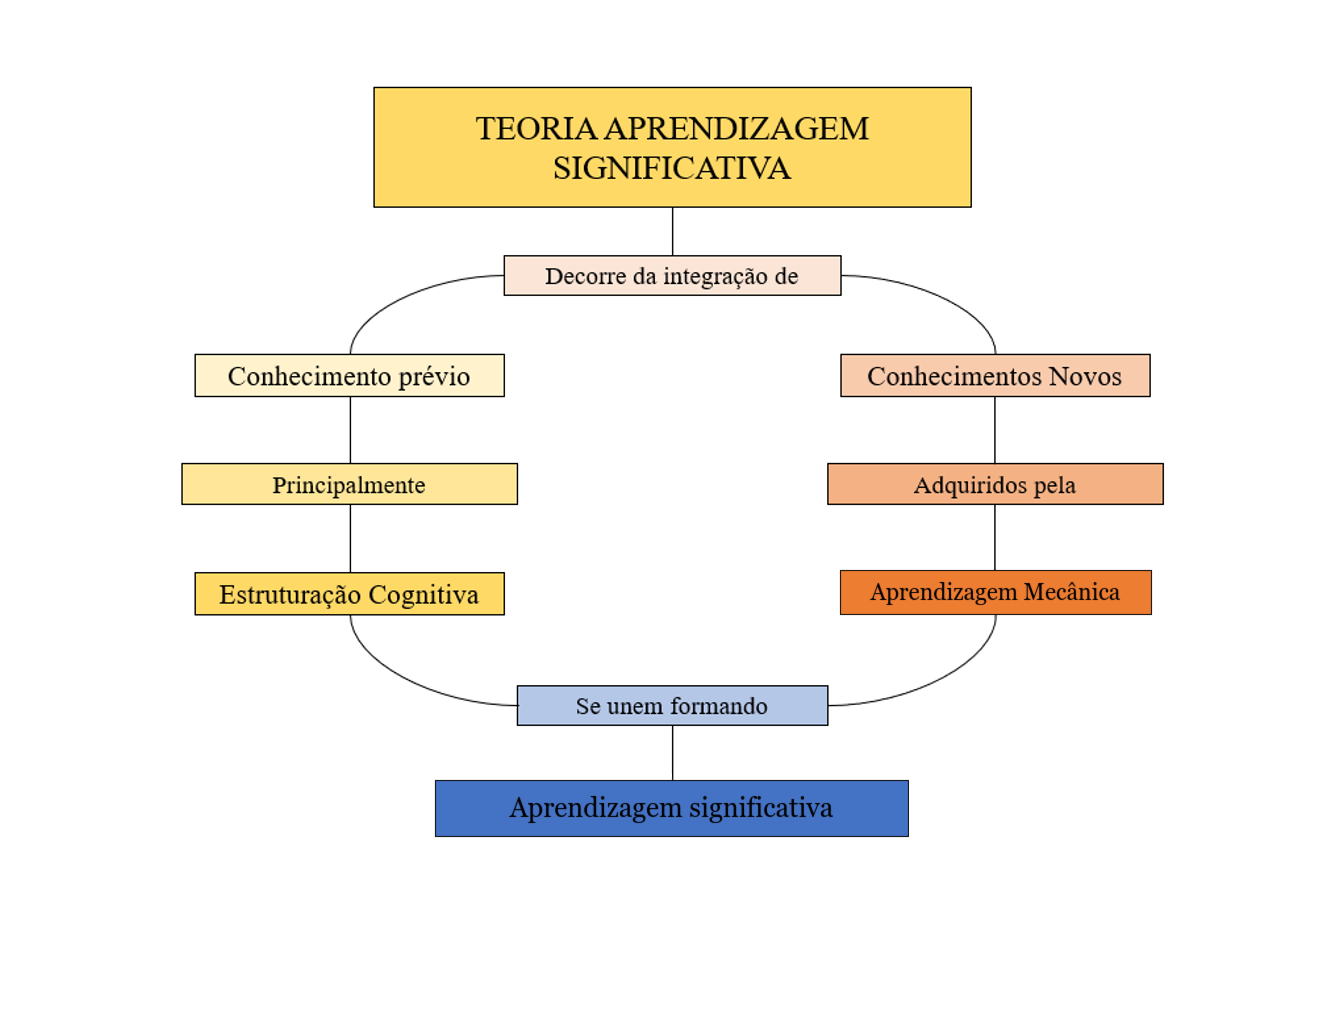 TEORIA APRENDIZAGEM
SIGNIFICATIVA
Decorre da integração de
Conhecimento prévio
Conhecimentos Novos
Principalmente
Adquiridos pela
Estruturação Cognitiva
Aprendizagem Mecânica
Se unem formando
Aprendizagem significativa